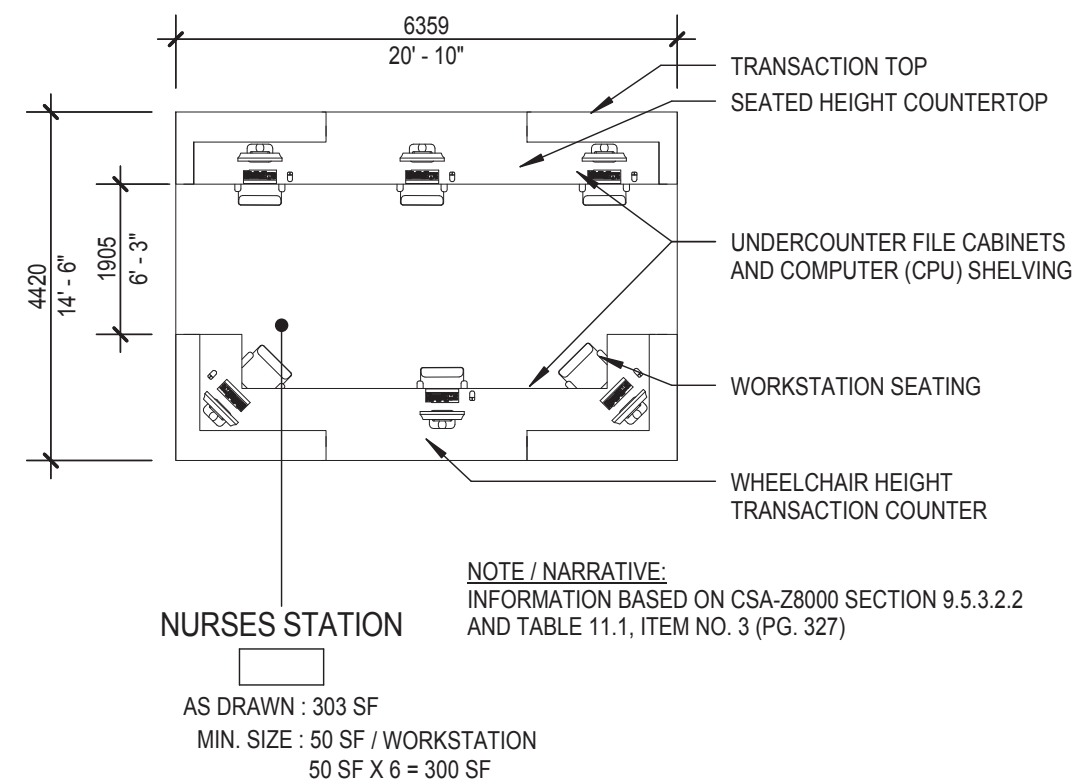 6359
20' - 10"
TRANSACTION TOP
SEATED HEIGHT COUNTERTOP
4420
14' - 6"
1905
6' - 3"
UNDERCOUNTER FILE CABINETS
AND COMPUTER (CPU) SHELVING
WORKSTATION SEATING
WHEELCHAIR HEIGHT
TRANSACTION COUNTER
NOTE / NARRATIVE:
INFORMATION BASED ON CSA-Z8000 SECTION 9.5.3.2.2
AND TABLE 11.1, ITEM NO. 3 (PG. 327)
NURSES STATION
AS DRAWN : 303 SF
MIN. SIZE : 50 SF / WORKSTATION
50 SF X 6 = 300 SF